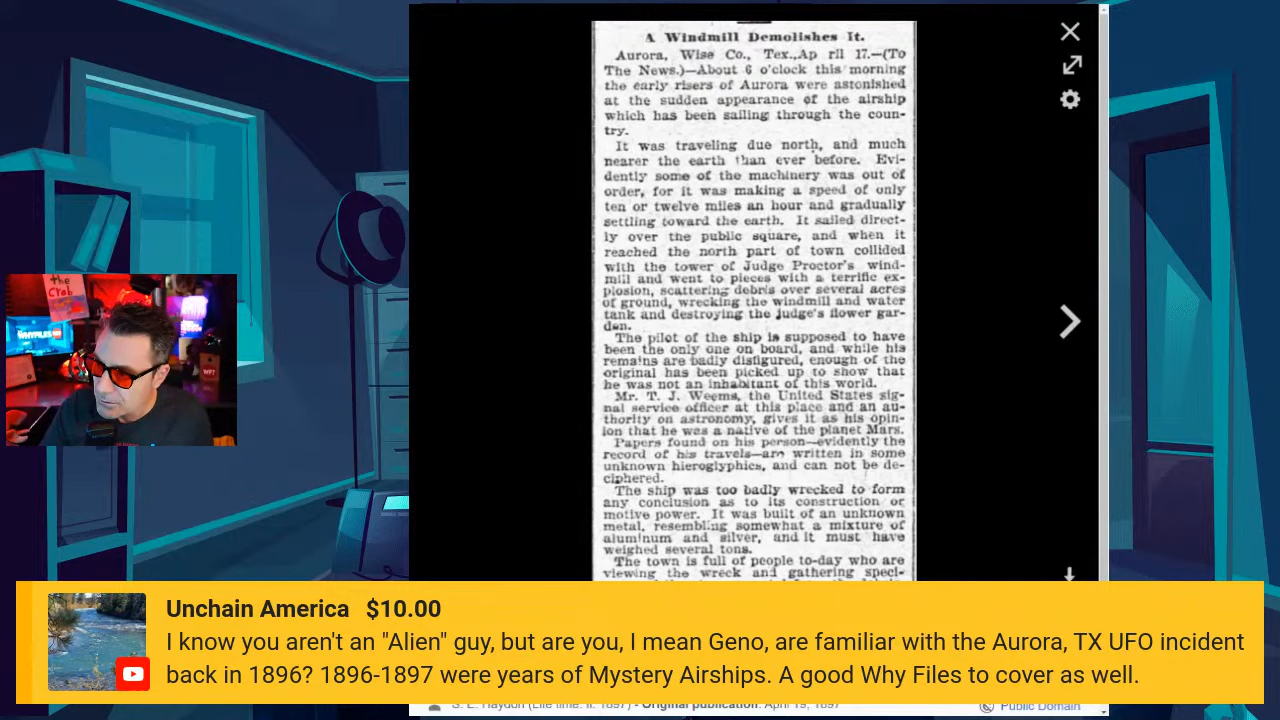 A Windmill Demolishes It.
Aurora, Wise Co., Tex.,Ap ril 17.—(To
The News.)—About 6 o'clock this morning
the early risers of Aurora were astonished
at the sudden appearance of the airship
which has been sailing through the coun-
try.
It was traveling due north, and much
nearer the earth than ever before. Evi-
dently some of the machinery was out of
order, for it was making a speed of only
ten or twelve miles an hour and gradually
settling toward the earth. It sailed direct-
ly over the public square, and when it
reached the north part of town collided
with the tower of Judge Proctor's wind-
mill and went to pieces with a terrific ex-
plosion, scattering debris over several acres
of ground, wrecking the windmill and water
tank and destroying the judge's flower gar-
den.
The pilot of the ship is supposed to have
been the only one on board, and while his
remains are badly disfigured, enough of the
original has been picked up to show that
he was not an inhabitant of this world.
Mr. T. J. Weems, the United States sig-
nal service officer at this place and an au-
thority on astronomy, gives it as his opin-
ion that he was a native of the planet Mars.
Papers found on his person—evidently the
record of his travels—are written in some
unknown hieroglyphics, and can not be de-
ciphered.
The ship was too badly wrecked to form
any conclusion as to its construction or
motive power. It was built of an unknown
metal, resembling somewhat a mixture of
aluminum and silver, and it must have
weighed several tons.
The town is full of people to-day who are
viewing the wreck and gathering speci-
the
Crab
WHYFILES
WF?
Unchain America $10.00
I know you aren't an "Alien" guy, but are you, I mean Geno, are familiar with the Aurora, TX UFO incident
back in 1896? 1896-1897 were years of Mystery Airships. A good Why Files to cover as well.
S. E. Haydon (Life time: fl. 1897) - Original publication: April 19, 1897
Public Domain